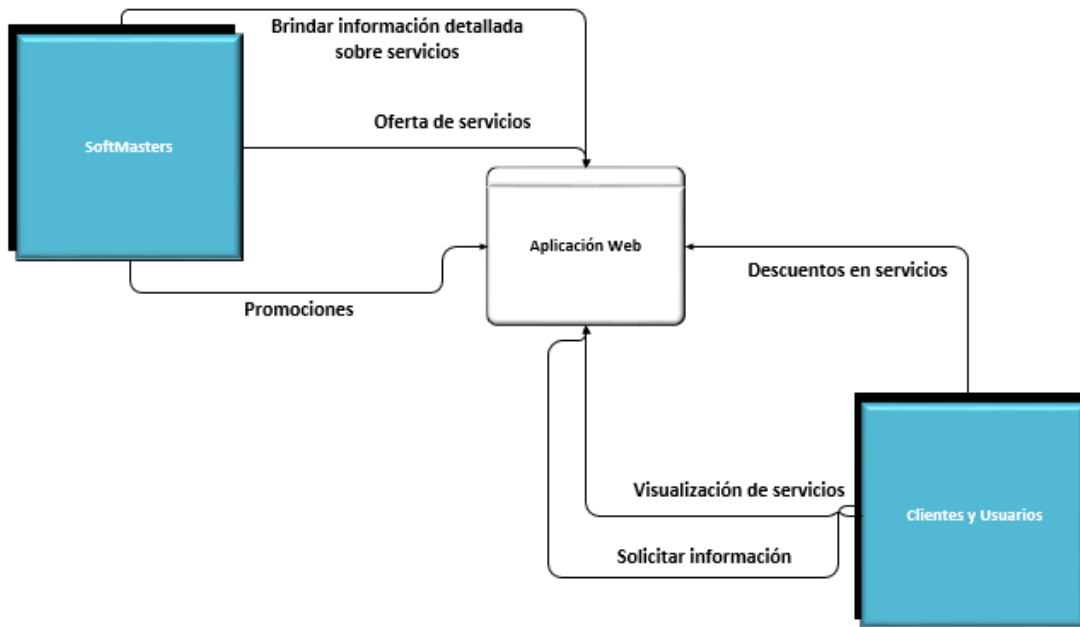 Brindar información detallada
sobre servicios
SoftMasters
Oferta de servicios
Aplicación Web
Descuentos en servicios
Promociones
Visualización de servicios
Clientes y Usuarios
Solicitar información